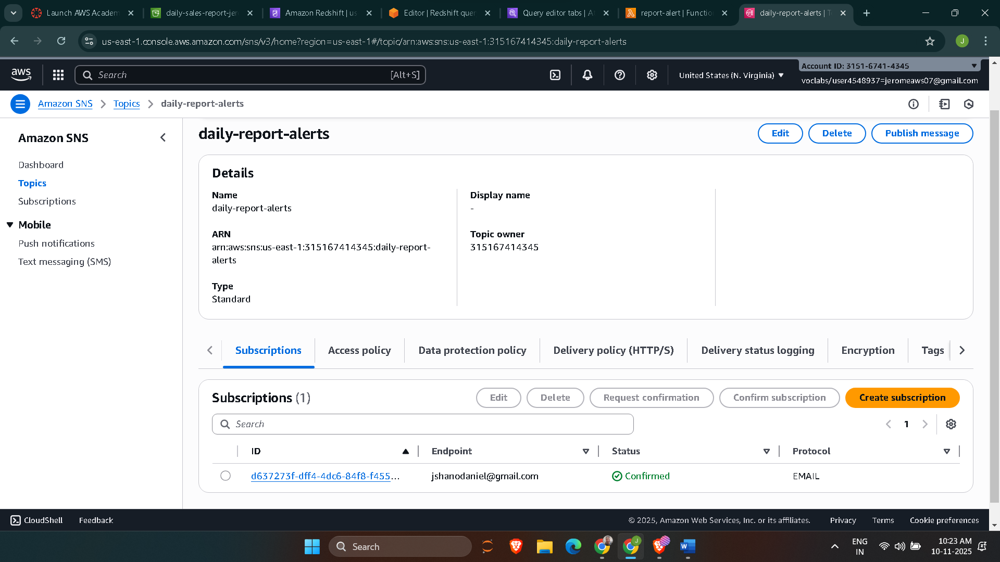 Launch AWS Academ
daily-sales-report-jer
Amazon Redshift | us
Editor | Redshift quer
Query editor tabs | A
report-alert | Functio
daily-report-alerts | T
us-east-1.console.aws.amazon.com/sns/v3/home?region=us-east-1#/topic/arn:aws:sns:us-east-1:315167414345:daily-report-alerts
J
aws
Search
[Alt+S]
United States (N. Virginia)
Account ID: 3151-6741-4345
voclabs/user4548937=jeromeaws07@gmail.com
Amazon SNS
Topics
daily-report-alerts
Amazon SNS
Dashboard
Topics
Subscriptions
Mobile
Push notifications
Text messaging (SMS)
daily-report-alerts
Edit
Delete
Publish message
Details
Name
daily-report-alerts
ARN
arn:aws:sns:us-east-1:315167414345:daily-report-
alerts
Type
Standard
Display name
-
Topic owner
315167414345
Subscriptions
Access policy
Data protection policy
Delivery policy (HTTP/S)
Delivery status logging
Encryption
Tags
Subscriptions (1)
Edit
Delete
Request confirmation
Confirm subscription
Create subscription
Search
1
ID
Endpoint
Status
Protocol
d637273f-dff4-4dc6-84f8-f455...
jshanodaniel@gmail.com
Confirmed
EMAIL
CloudShell
Feedback
© 2025, Amazon Web Services, Inc. or its affiliates.
Privacy
Terms
Cookie preferences
Search
ENG
IN
10:23 AM
10-11-2025